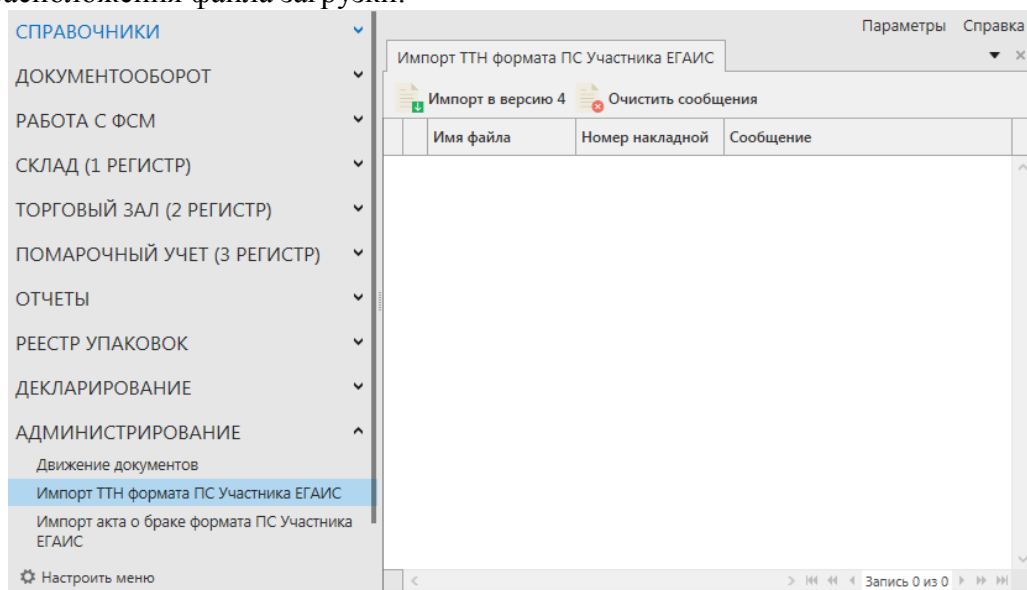 расположения файла загрузки.
СПРАВОЧНИКИ
ДОКУМЕНТООБОРОТ
РАБОТА С ФСМ
СКЛАД (1 РЕГИСТР)
ТОРГОВЫЙ ЗАЛ (2 РЕГИСТР)
ПОМАРОЧНЫЙ УЧЕТ (3 РЕГИСТР)
ОТЧЕТЫ
РЕЕСТР УПАКОВОК
ДЕКЛАРИРОВАНИЕ
АДМИНИСТРИРОВАНИЕ
Движение документов
Импорт ТТН формата ПС Участника ЕГАИС
Импорт акта о браке формата ПС Участника
ЕГАИС
Настроить меню
Параметры Справка
Импорт ТТН формата ПС Участника ЕГАИС
Импорт в версию 4 Очистить сообщения
Имя файла Номер накладной Сообщение
Запись 0 из 0